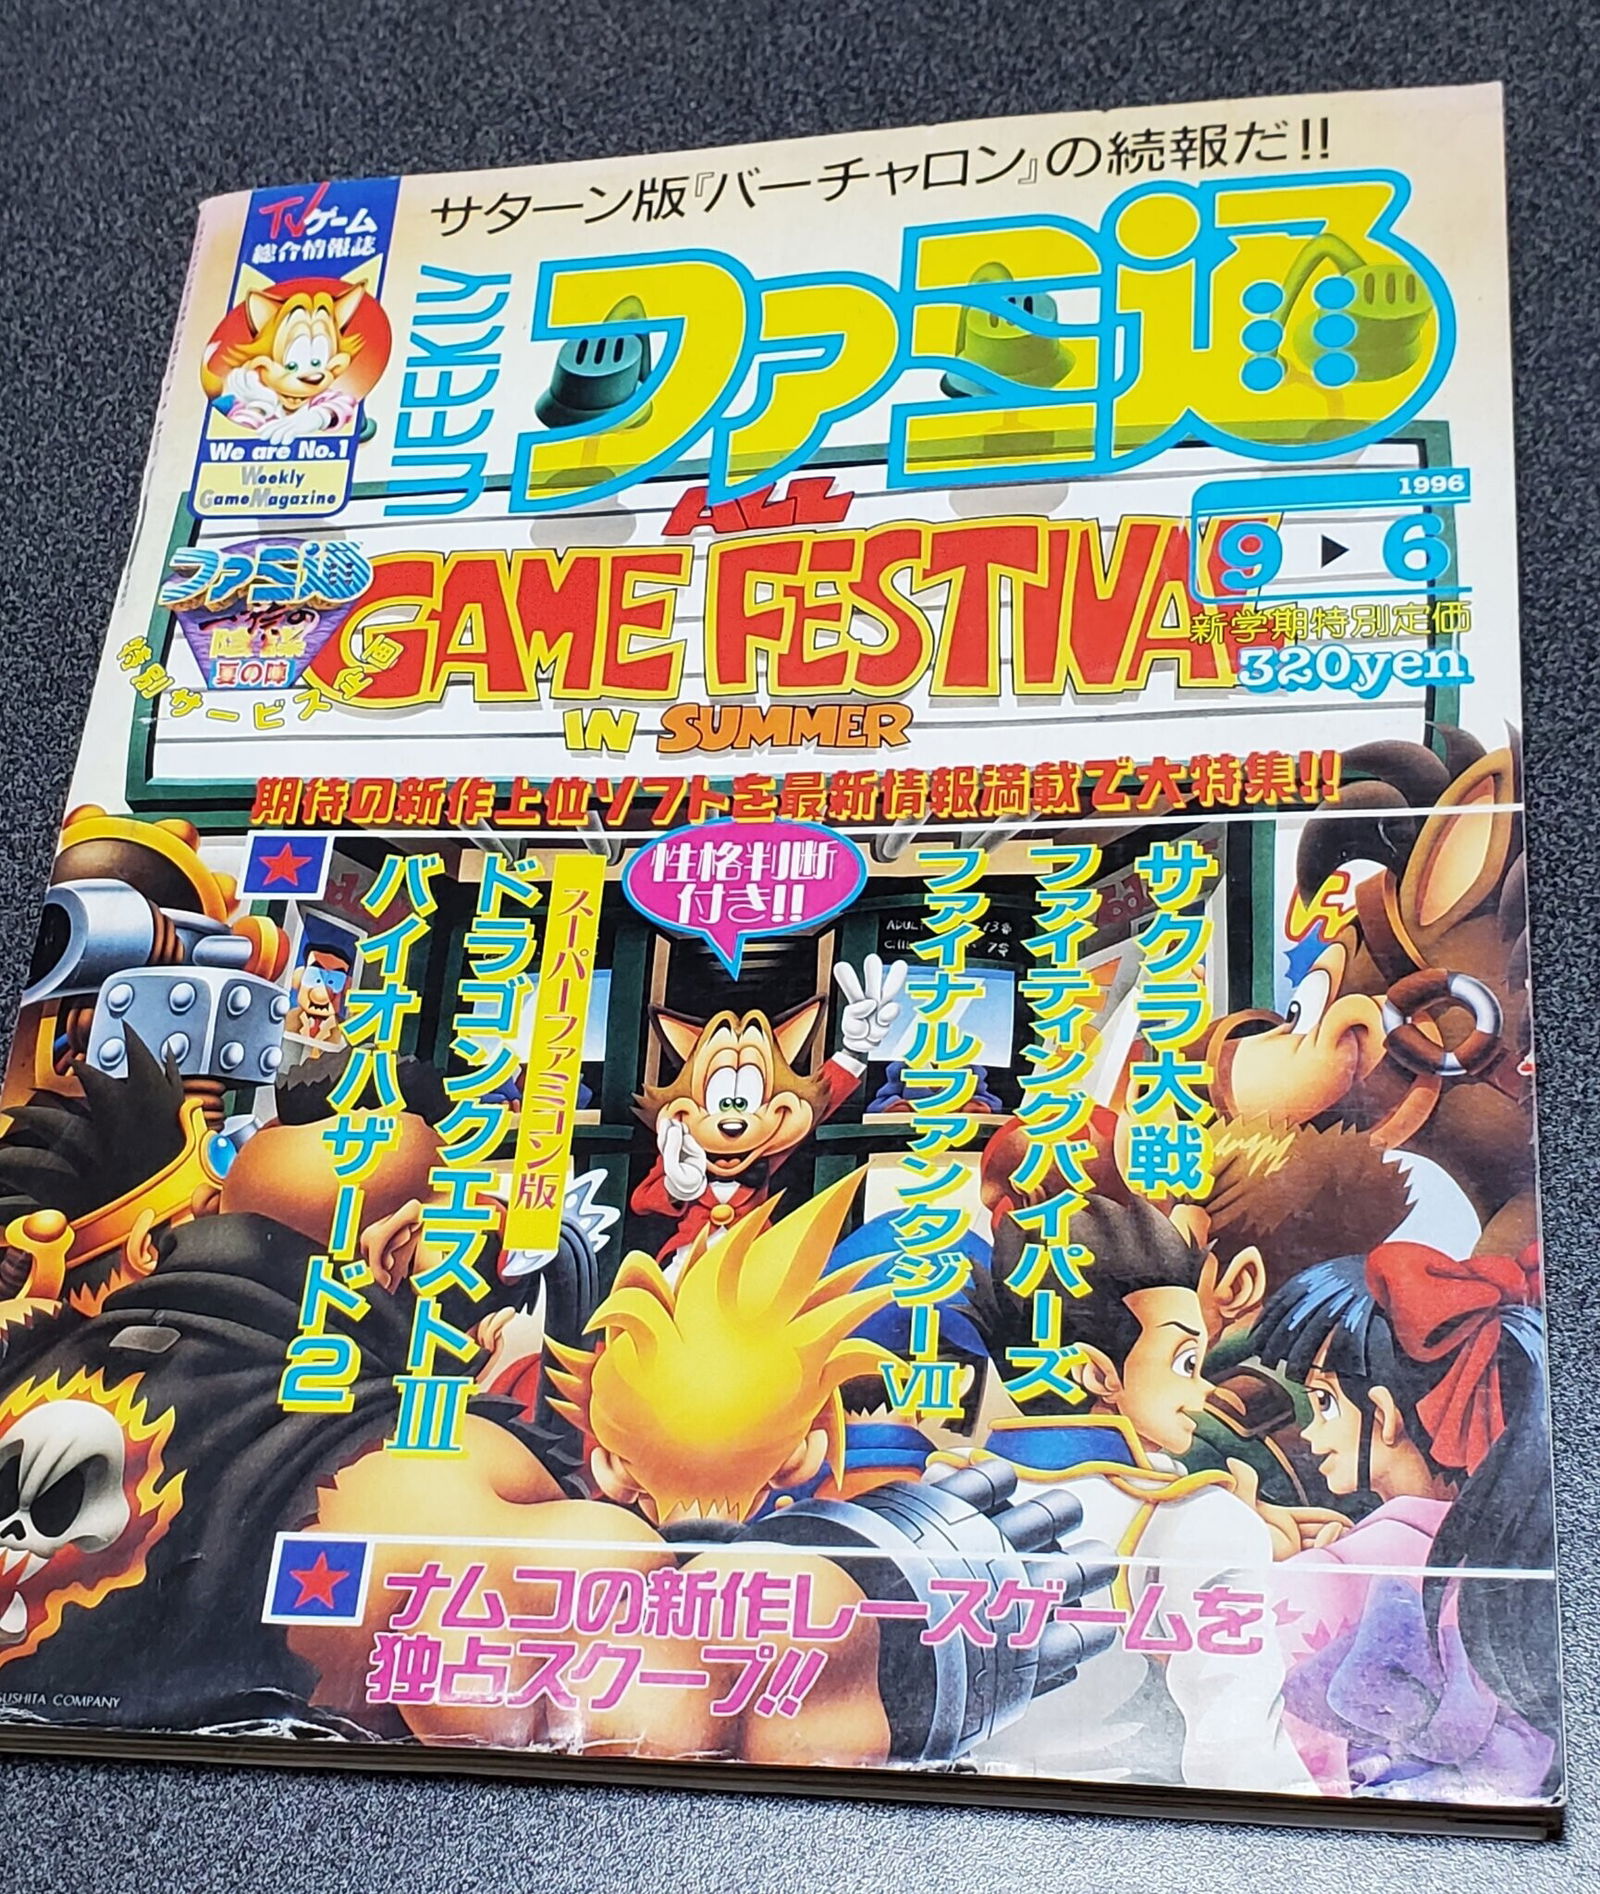 サターン版『バーチャロン』の続報だ!!
TVゲーム
総合情報誌
We are No.1
Weekly
GameMagazine
WEEKLY
ファミ通
1996
9▶6
新学期特別定価
320yen
ファミ通
夏の陣
特別サービス企画
ALL
GAME FESTIVAL
IN SUMMER
期待の新作上位ソフトを最新情報満載で大特集!!
性格判断
付き!!
サクラ大戦
ファイティングバイパーズ
ファイナルファンタジーVII
スーパーファミコン版
ドラゴンクエストIII
バイオハザード2
ナムコの新作レースゲームを
独占スクープ!!
COMPANY